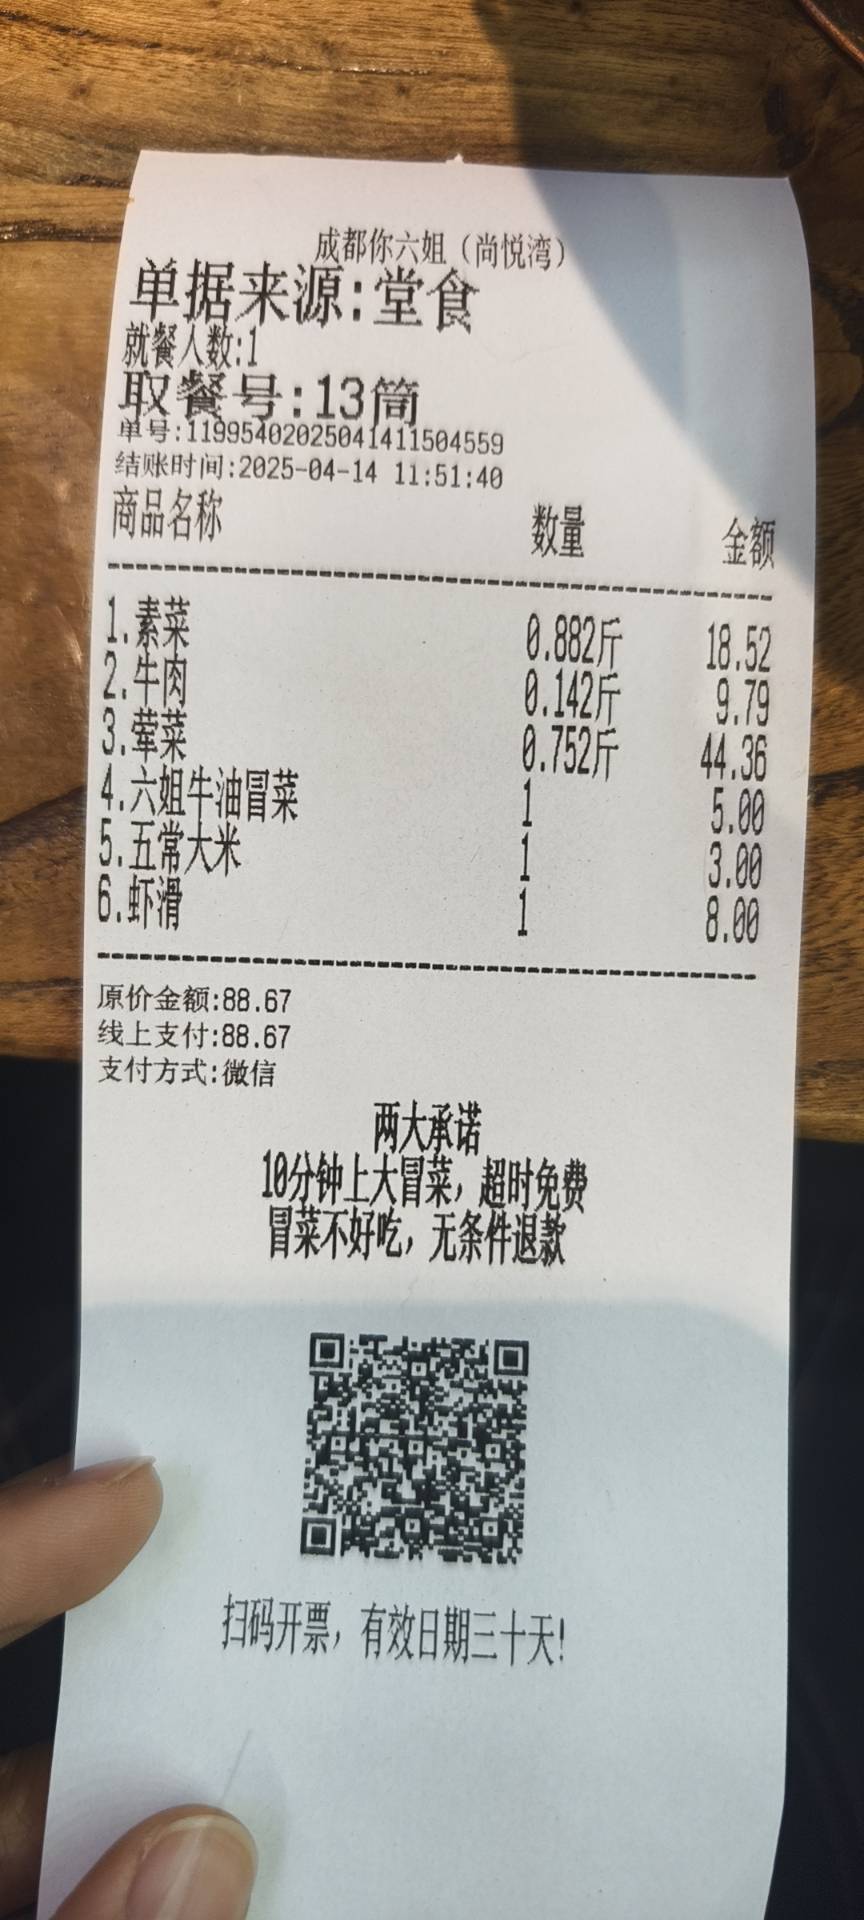 成都你六姐（尚悦湾）
单据来源:堂食
就餐人数:1
取餐号:13筒
单号:11995402025041411504559
结账时间:2025-04-14 11:51:40
商品名称 数量 金额
1.素菜 0.882斤 18.52
2.牛肉 0.142斤 9.79
3.荤菜 0.752斤 44.36
4.六姐牛油冒菜 1 5.00
5.五常大米 1 3.00
6.虾滑 1 8.00
原价金额:88.67
线上支付:88.67
支付方式:微信
两大承诺
10分钟上大冒菜，超时免费
冒菜不好吃，无条件退款
扫码开票，有效日期三十天!